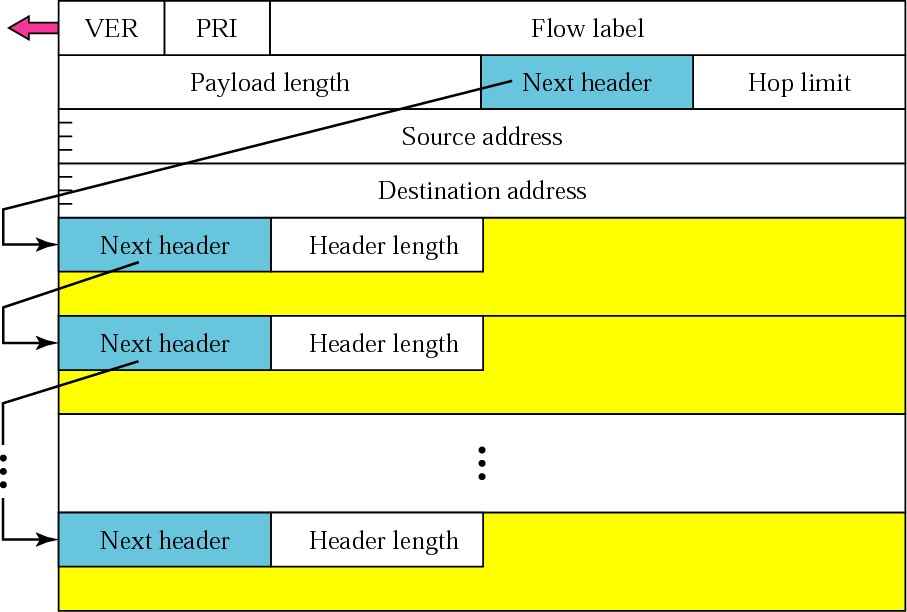 VER PRI Flow label
Payload length Next header Hop limit
Source address
Destination address
Next header Header length
Next header Header length
Next header Header length